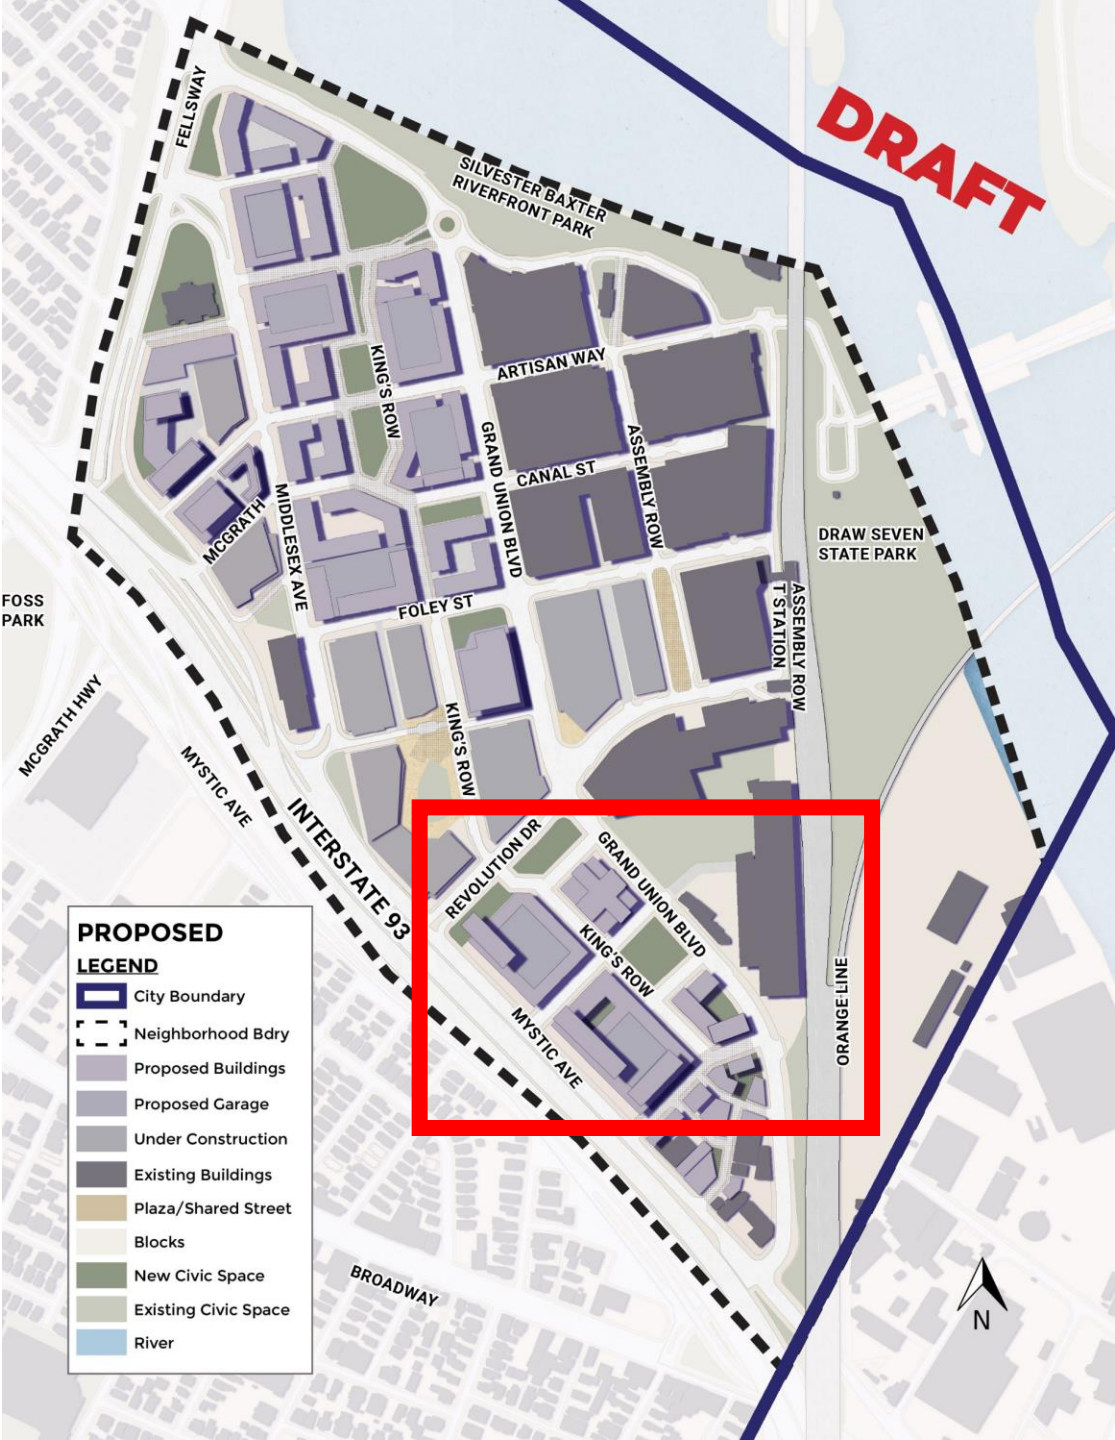 DRAFT
FELLSWAY
SILVESTER BAXTER
RIVERFRONT PARK
ARTISAN WAY
KING'S ROW
GRAND UNION BLVD
CANAL ST
ASSEMBLY ROW
MCGRATH
MIDDLESEX AVE
DRAW SEVEN
STATE PARK
FOSS
PARK
FOLEY ST
ASSEMBLY ROW
T STATION
MCGRATH HWY
MYSTIC AVE
KING'S ROW
INTERSTATE 93
REVOLUTION DR
GRAND UNION BLVD
KING'S ROW
MYSTIC AVE
ORANGE LINE
BROADWAY
N
PROPOSED
LEGEND
City Boundary
Neighborhood Bdry
Proposed Buildings
Proposed Garage
Under Construction
Existing Buildings
Plaza/Shared Street
Blocks
New Civic Space
Existing Civic Space
River